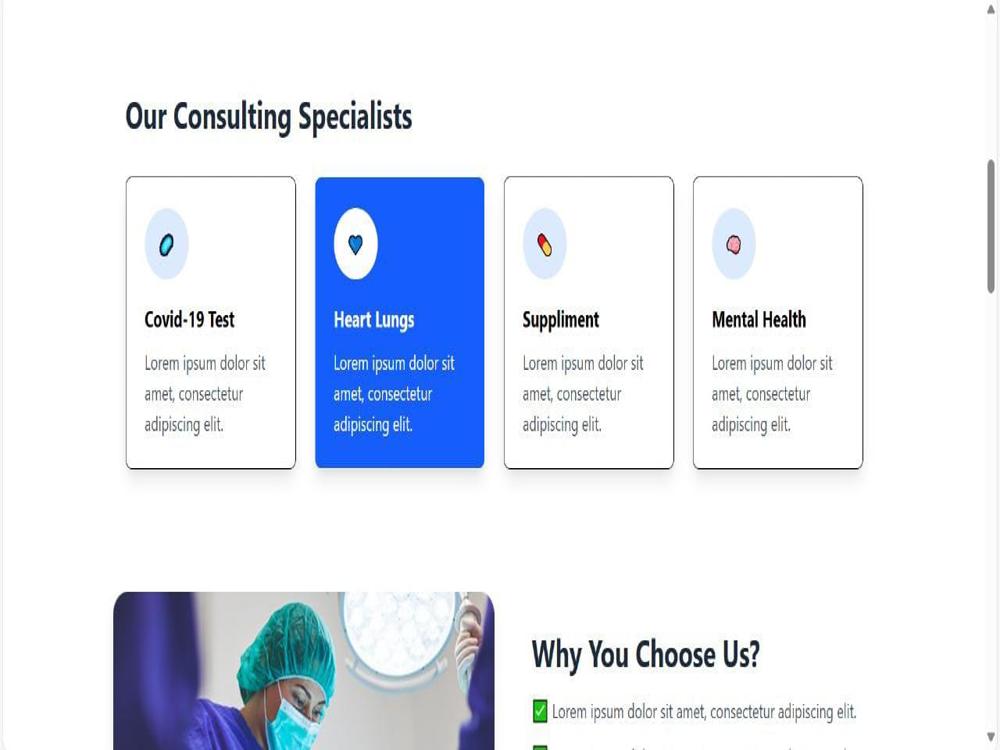 Our Consulting Specialists
Covid-19 Test
Lorem ipsum dolor sit
amet, consectetur
adipiscing elit.
Heart Lungs
Lorem ipsum dolor sit
amet, consectetur
adipiscing elit.
Suppliment
Lorem ipsum dolor sit
amet, consectetur
adipiscing elit.
Mental Health
Lorem ipsum dolor sit
amet, consectetur
adipiscing elit.
Why You Choose Us?
✅ Lorem ipsum dolor sit amet, consectetur adipiscing elit.